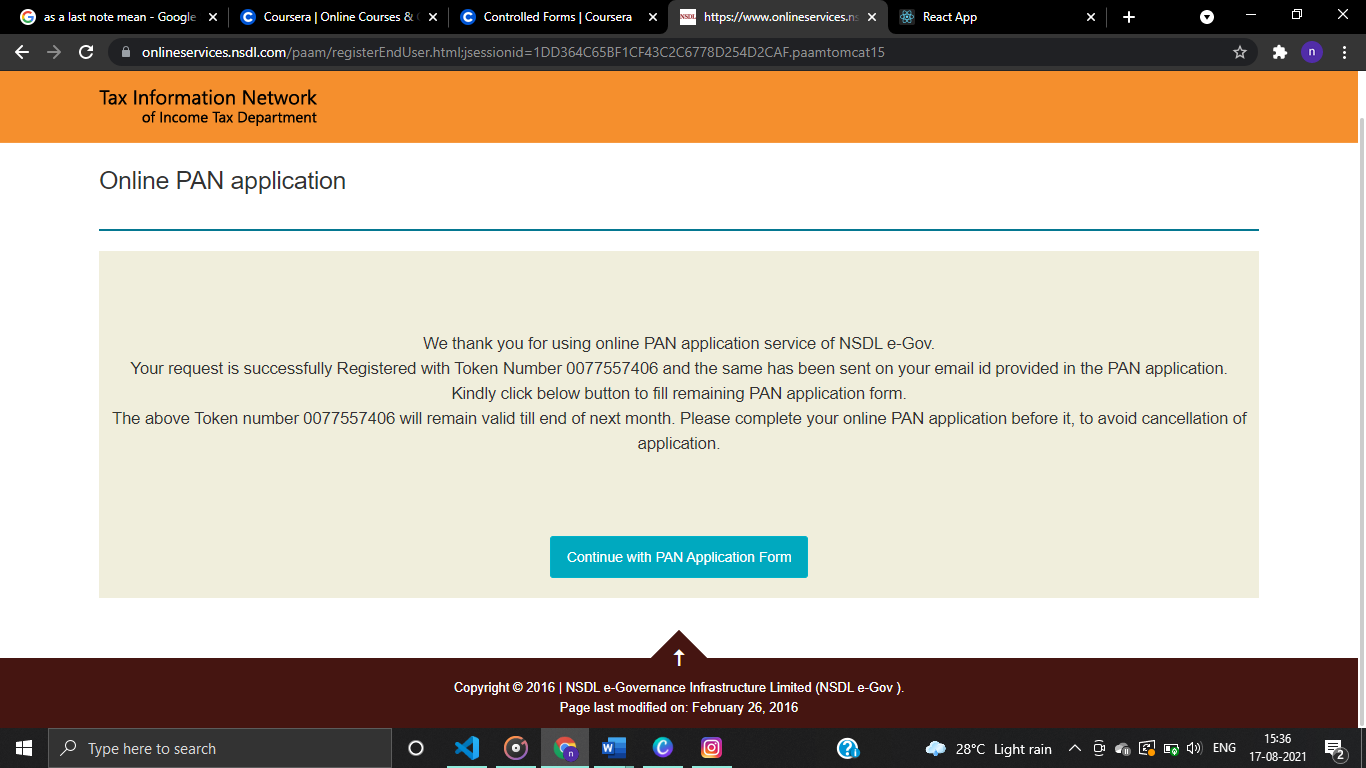 as a last note mean - Google
Coursera | Online Courses &
Controlled Forms | Coursera
NSDL
https://www.onlineservices.ns
React App
onlineservices.nsdl.com/paam/registerEndUser.html;jsessionid=1DD364C65BF1CF43C2C6778D254D2CAF.paamtomcat15
n
Tax Information Network
of Income Tax Department
Online PAN application
We thank you for using online PAN application service of NSDL e-Gov.
Your request is successfully Registered with Token Number 0077557406 and the same has been sent on your email id provided in the PAN application.
Kindly click below button to fill remaining PAN application form.
The above Token number 0077557406 will remain valid till end of next month. Please complete your online PAN application before it, to avoid cancellation of
application.
Continue with PAN Application Form
Copyright © 2016 | NSDL e-Governance Infrastructure Limited (NSDL e-Gov ).
Page last modified on: February 26, 2016
Type here to search
28°C Light rain
ENG
15:36
17-08-2021
2